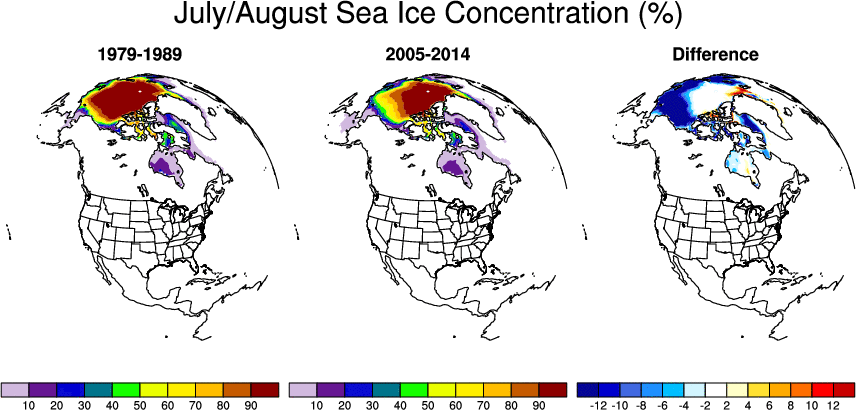 July/August Sea Ice Concentration (%)
1979-1989 2005-2014 Difference
10 20 30 40 50 60 70 80 90 10 20 30 40 50 60 70 80 90 -12 -10 -8 -6 -4 -2 2 4 6 8 10 12